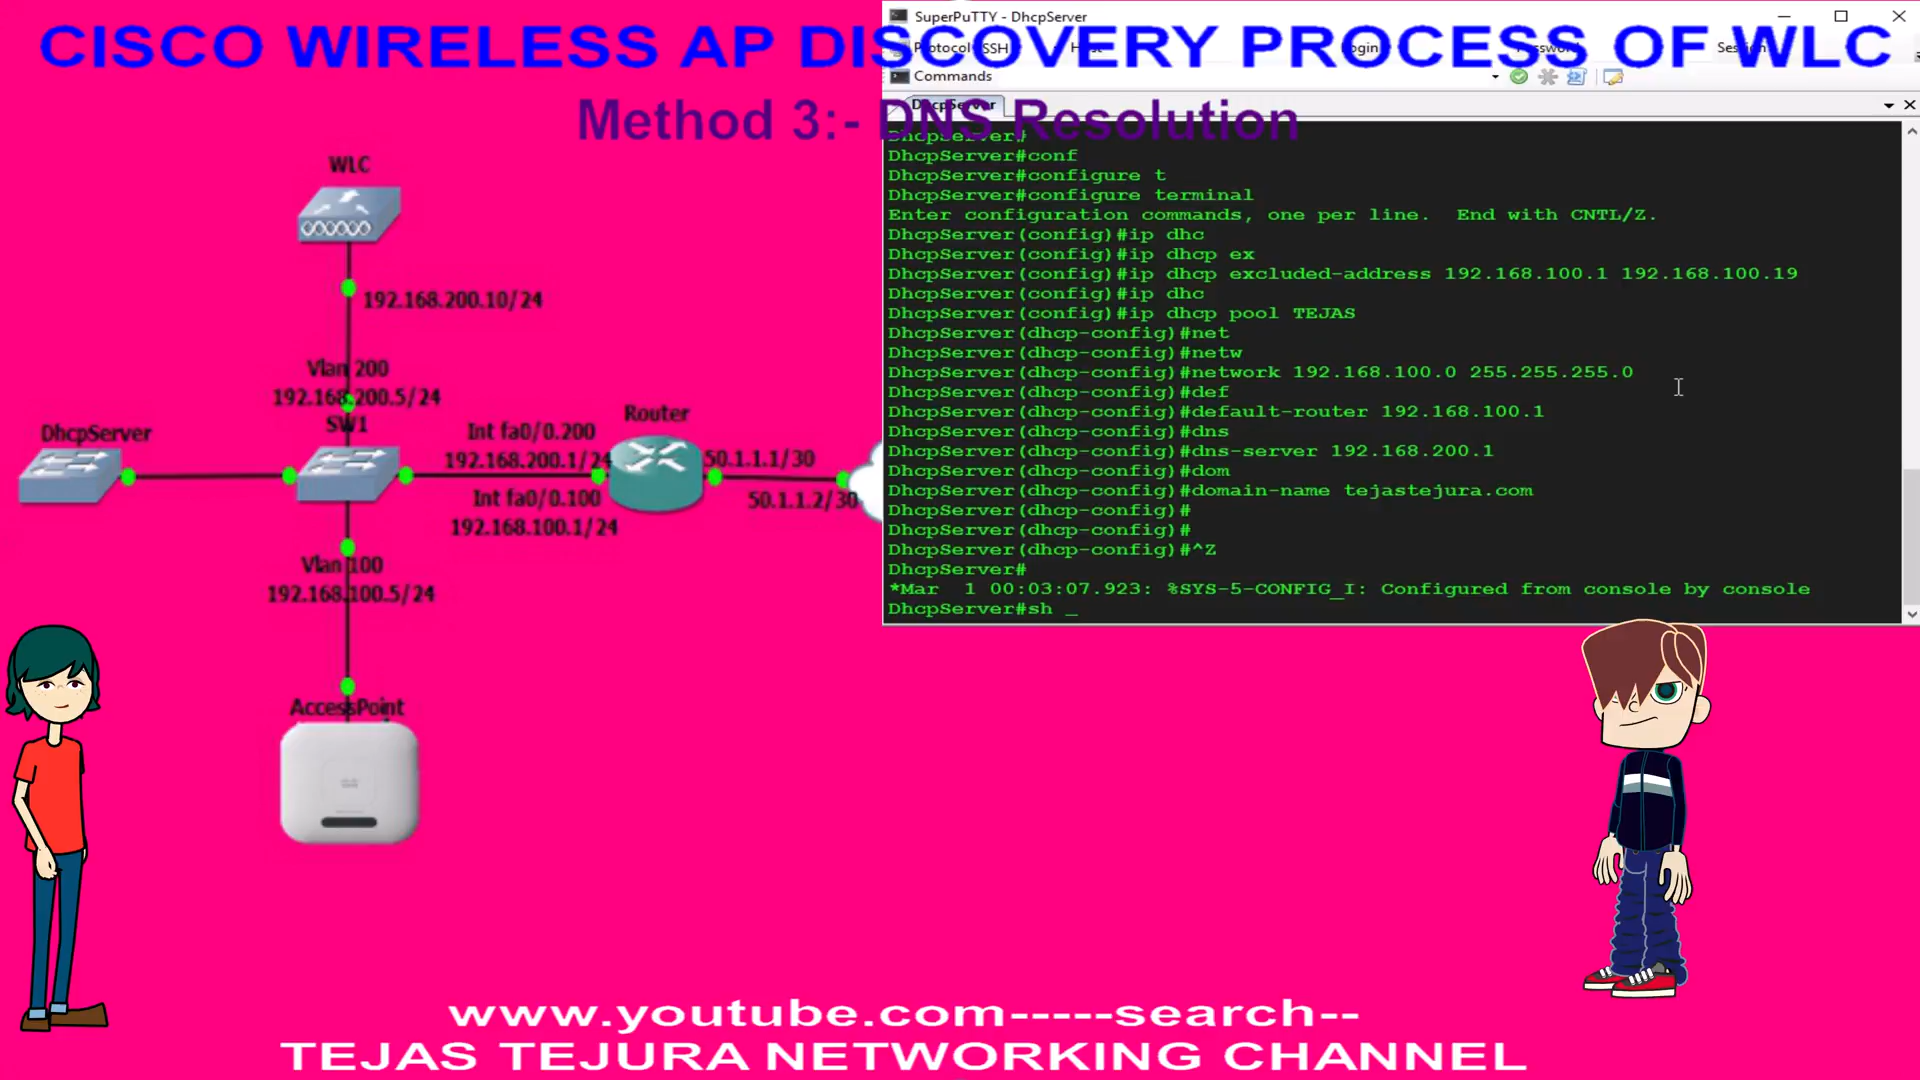 CISCO WIRELESS AP DISCOVERY PROCESS OF WLC
Method 3:- DNS Resolution
SuperPuTTY - DhcpServer
Protocol SSH
Login
Password
Commands
DhcpServer
DhcpServer#
DhcpServer#conf
DhcpServer#configure t
DhcpServer#configure terminal
Enter configuration commands, one per line.  End with CNTL/Z.
DhcpServer(config)#ip dhc
DhcpServer(config)#ip dhcp ex
DhcpServer(config)#ip dhcp excluded-address 192.168.100.1 192.168.100.19
DhcpServer(config)#ip dhc
DhcpServer(config)#ip dhcp pool TEJAS
DhcpServer(dhcp-config)#net
DhcpServer(dhcp-config)#netw
DhcpServer(dhcp-config)#network 192.168.100.0 255.255.255.0
DhcpServer(dhcp-config)#def
DhcpServer(dhcp-config)#default-router 192.168.100.1
DhcpServer(dhcp-config)#dns
DhcpServer(dhcp-config)#dns-server 192.168.200.1
DhcpServer(dhcp-config)#dom
DhcpServer(dhcp-config)#domain-name tejastejura.com
DhcpServer(dhcp-config)#
DhcpServer(dhcp-config)#
DhcpServer(dhcp-config)#^Z
DhcpServer#
*Mar  1 00:03:07.923: %SYS-5-CONFIG_I: Configured from console by console
DhcpServer#sh _
WLC
192.168.200.10/24
Vlan 200
192.168.200.5/24
SW1
DhcpServer
Int fa0/0.200
192.168.200.1/24
Int fa0/0.100
192.168.100.1/24
Router
50.1.1.1/30
50.1.1.2/30
Vlan 100
192.168.100.5/24
AccessPoint
www.youtube.com-----search--
TEJAS TEJURA NETWORKING CHANNEL